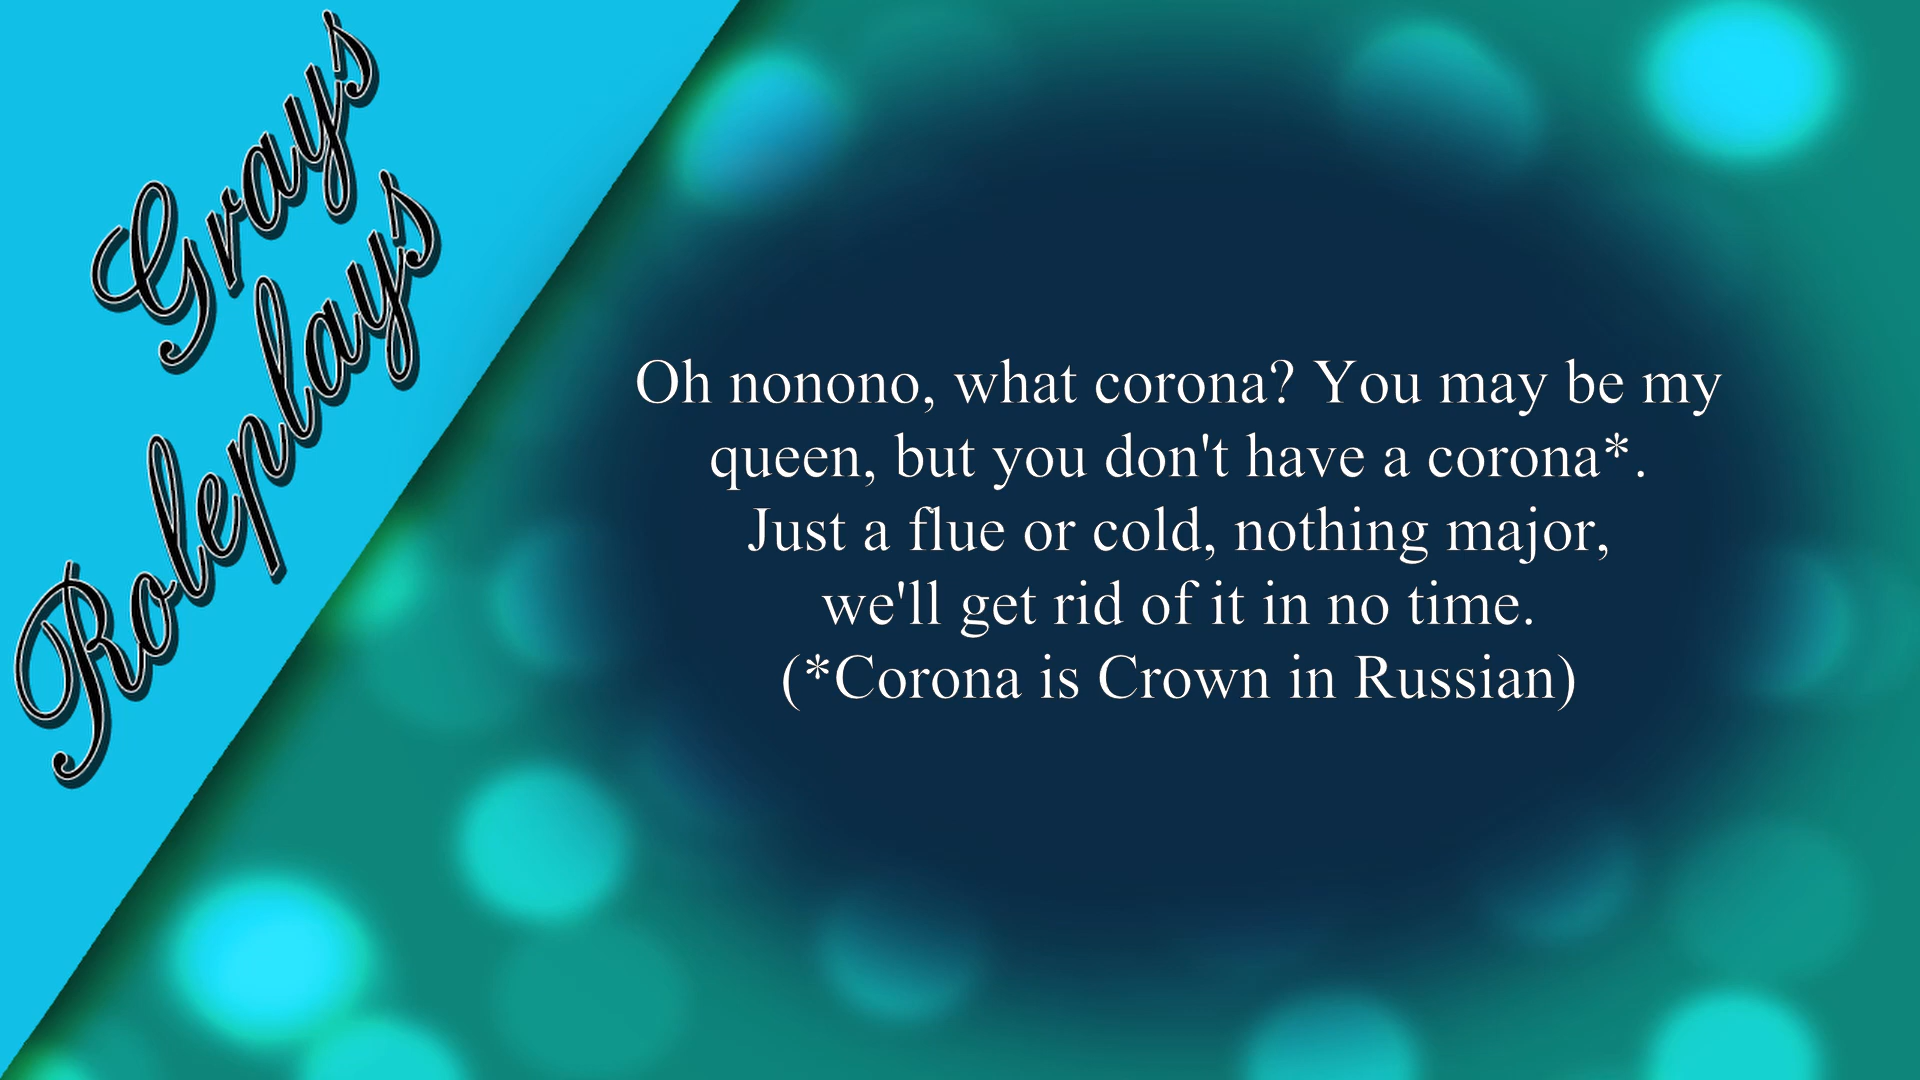 Grays
Roleplays
Oh nonono, what corona? You may be my
queen, but you don't have a corona*.
Just a flue or cold, nothing major,
we'll get rid of it in no time.
(*Corona is Crown in Russian)